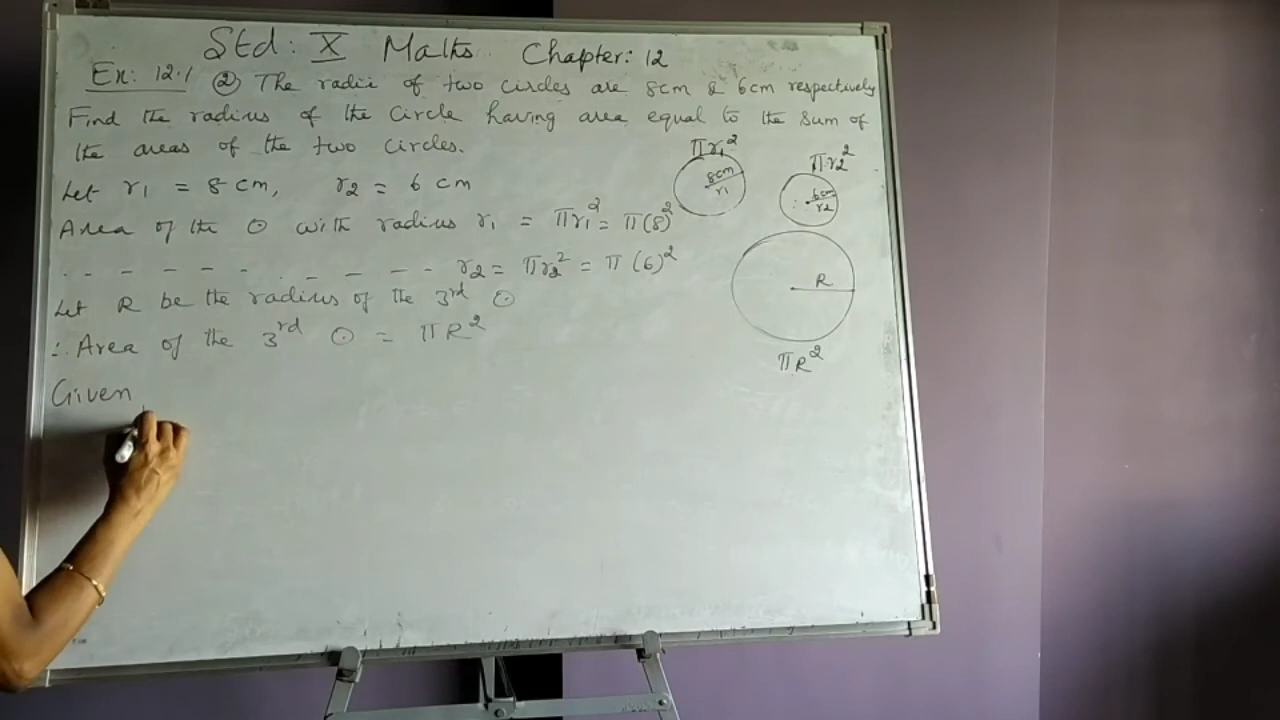 Std: X Maths Chapter: 12
Ex: 12.1 ② The radii of two circles are 8cm & 6cm respectively
Find the radius of the circle having area equal to the sum of
the areas of the two circles.
πr₁²
8cm
r₁
πr₂²
6cm
r₂
Let r₁ = 8 cm, r₂ = 6 cm
Area of the ⊙ with radius r₁ = πr₁² = π(8)²
- - - - - - - - - - - r₂ = πr₂² = π(6)²
Let R be the radius of the 3rd ⊙
∴ Area of the 3rd ⊙ = πR²
R
πR²
Given